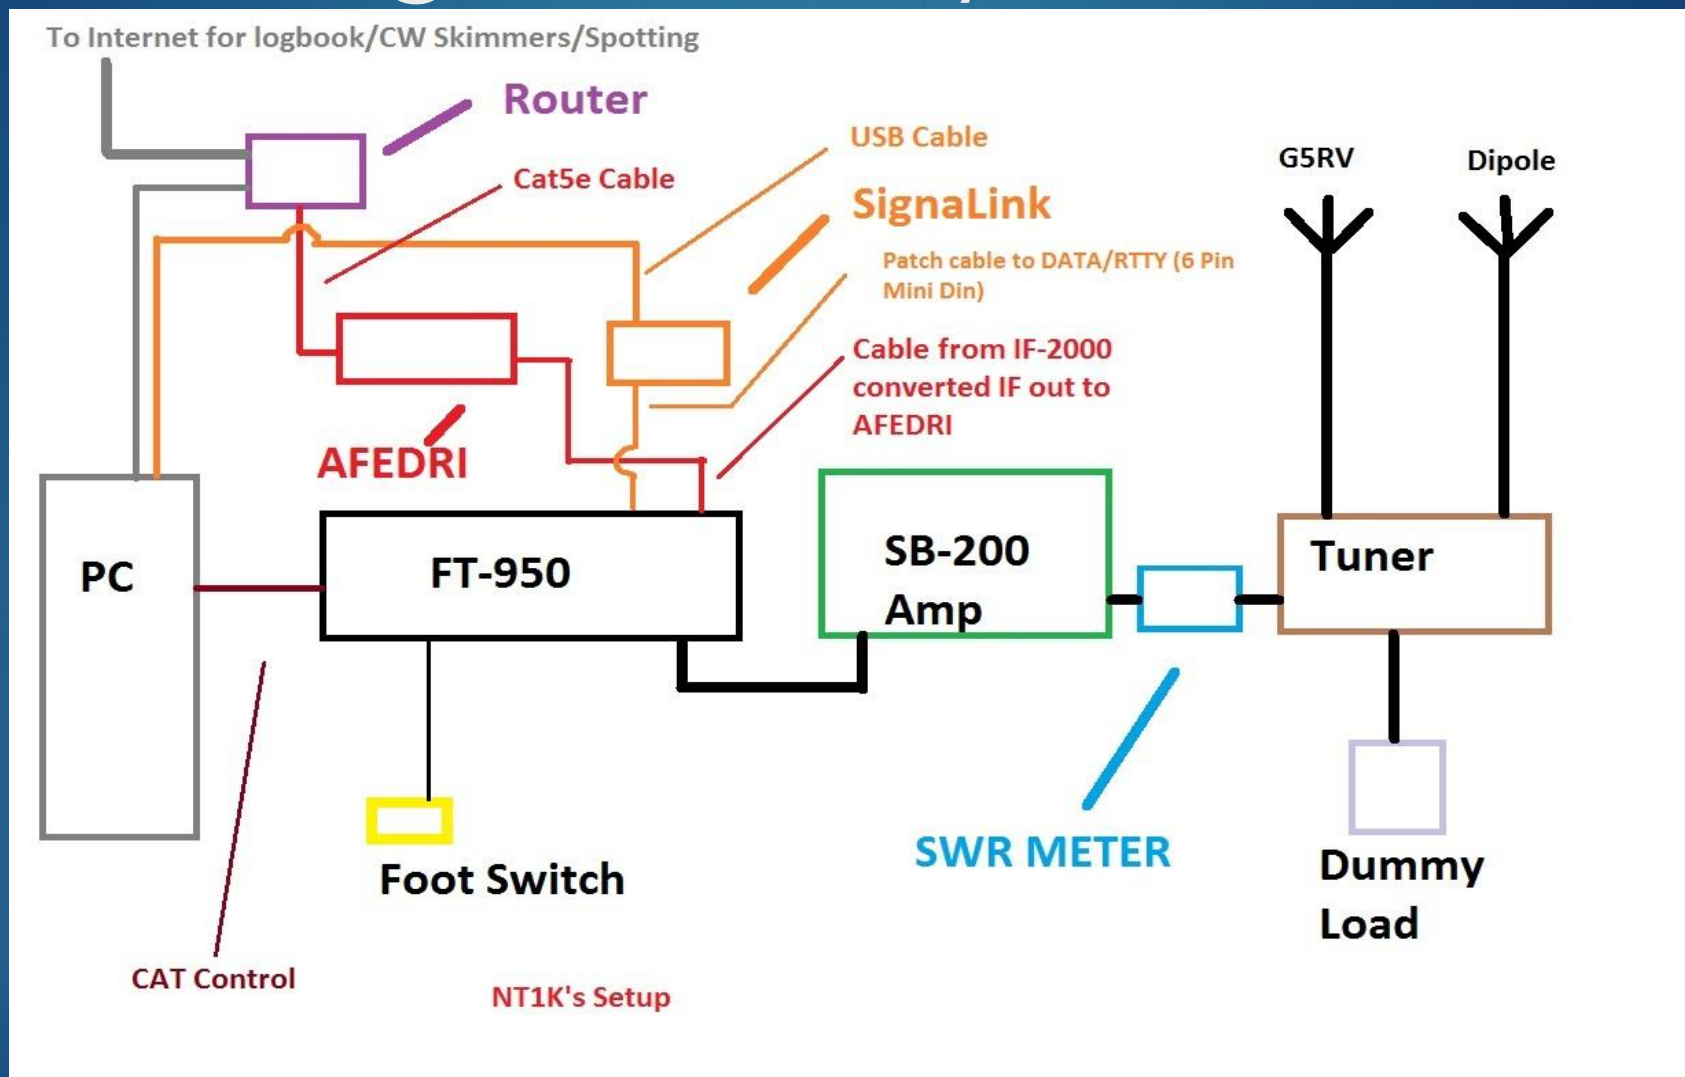 To Internet for logbook/CW Skimmers/Spotting
Router
USB Cable
Cat5e Cable
SignaLink
G5RV
Dipole
Patch cable to DATA/RTTY (6 Pin
Mini Din)
Cable from IF-2000
converted IF out to
AFEDRI
AFEDRI
PC
FT-950
SB-200
Amp
Tuner
SWR METER
Foot Switch
Dummy
Load
CAT Control
NT1K's Setup